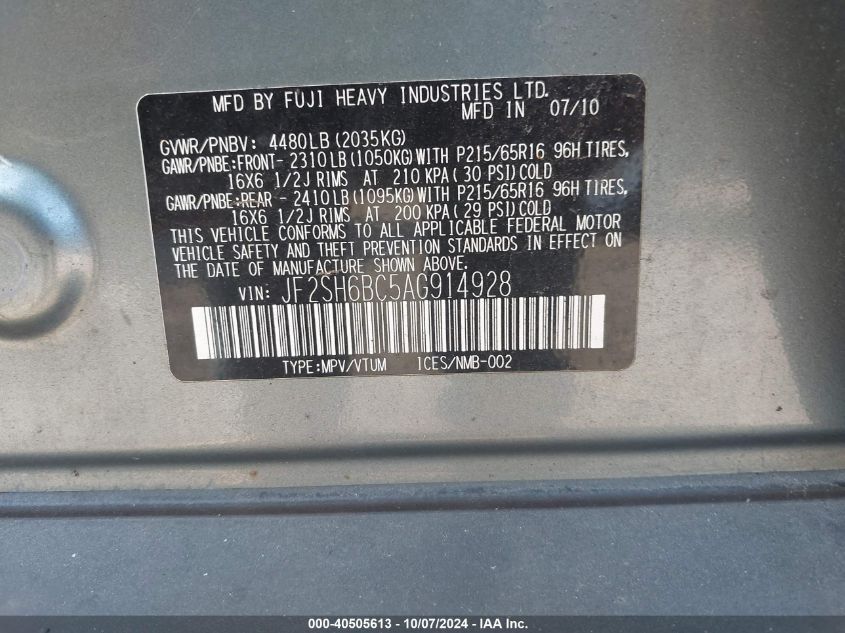 MFD BY FUJI HEAVY INDUSTRIES LTD.
MFD IN 07/10
GVWR/PNBV: 4480LB(2035KG)
GAWR/PNBE:FRONT- 2310LB(1050KG)WITH P215/65R16 96H TIRES,
16X6 1/2J RIMS AT 210 KPA( 30 PSI)COLD
GAWR/PNBE:REAR - 2410LB(1095KG)WITH P215/65R16 96H TIRES,
16X6 1/2J RIMS AT 200 KPA( 29 PSI)COLD
THIS VEHICLE CONFORMS TO ALL APPLICABLE FEDERAL MOTOR
VEHICLE SAFETY AND THEFT PREVENTION STANDARDS IN EFFECT ON
THE DATE OF MANUFACTURE SHOWN ABOVE.
VIN: JF2SH6BC5AG914928
TYPE:MPV/VTUM ICES/NMB-002
000-40505613 - 10/07/2024 - IAA Inc.